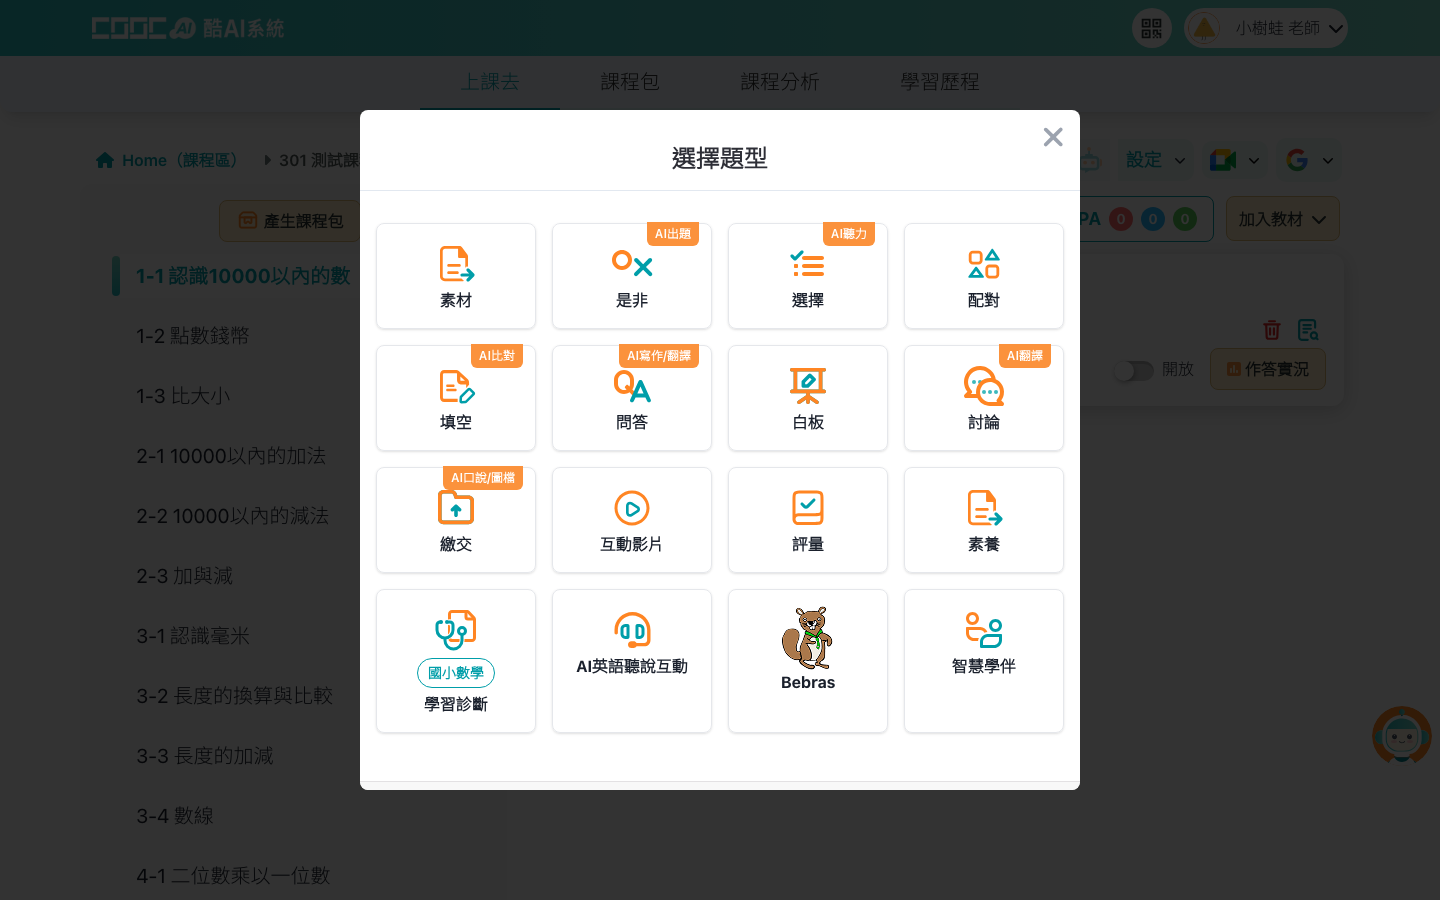 COOC AI 酷AI系統
小樹蛙 老師
上課去
課程包
課程分析
學習歷程
Home（課程區）
301 測試課
設定
產生課程包
PA 0 0 0
加入教材
1-1 認識10000以內的數
1-2 點數錢幣
1-3 比大小
2-1 10000以內的加法
2-2 10000以內的減法
2-3 加與減
3-1 認識毫米
3-2 長度的換算與比較
3-3 長度的加減
3-4 數線
4-1 二位數乘以一位數
開放
作答實況
選擇題型
素材
AI出題
是非
AI聽力
選擇
配對
AI比對
填空
AI寫作/翻譯
QA
問答
白板
AI翻譯
討論
AI口說/圖檔
繳交
互動影片
評量
素養
國小數學
學習診斷
AI英語聽說互動
Bebras
智慧學伴